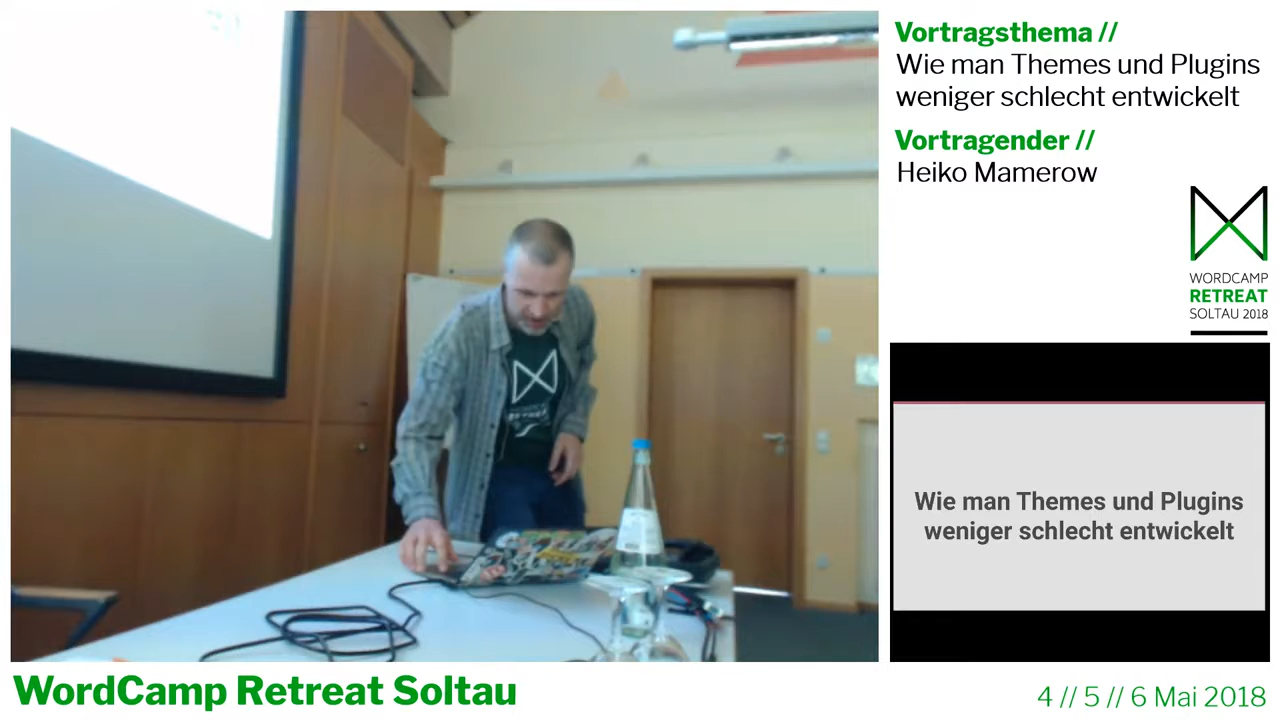 Vortragsthema //
Wie man Themes und Plugins
weniger schlecht entwickelt
Vortragender //
Heiko Mamerow
WORDCAMP
RETREAT
SOLTAU 2018
Wie man Themes und Plugins
weniger schlecht entwickelt
WordCamp Retreat Soltau
4 // 5 // 6 Mai 2018